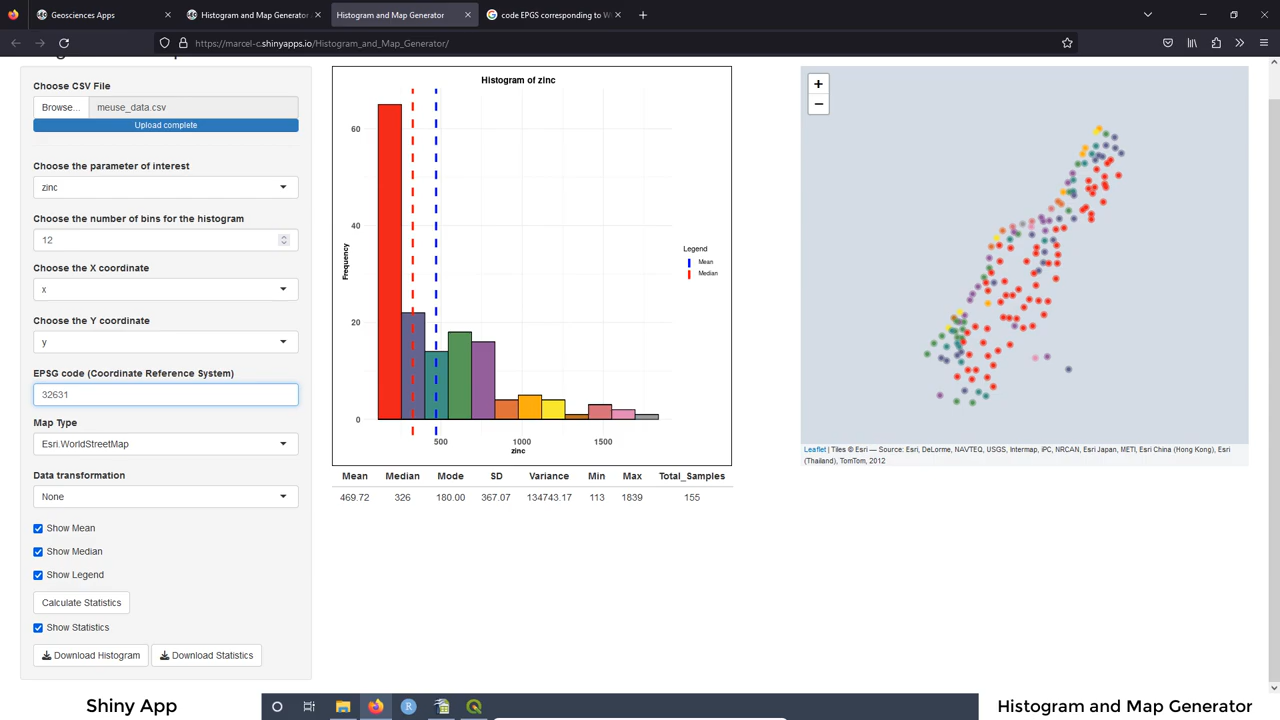 Geosciences Apps
Histogram and Map Generator
Histogram and Map Generator
code EPGS corresponding to W
https://marcel-c.shinyapps.io/Histogram_and_Map_Generator/
Choose CSV File
Browse... meuse_data.csv
Upload complete
Choose the parameter of interest
zinc
Choose the number of bins for the histogram
12
Choose the X coordinate
x
Choose the Y coordinate
y
EPSG code (Coordinate Reference System)
32631
Map Type
Esri.WorldStreetMap
Data transformation
None
Show Mean
Show Median
Show Legend
Calculate Statistics
Show Statistics
Download Histogram Download Statistics
Histogram of zinc
60
40
20
0
Frequency
500 1000 1500
zinc
Legend
Mean
Median
Mean Median Mode SD Variance Min Max Total_Samples
469.72 326 180.00 367.07 134743.17 113 1839 155
+
−
Leaflet | Tiles © Esri — Source: Esri, DeLorme, NAVTEQ, USGS, Intermap, iPC, NRCAN, Esri Japan, METI, Esri China (Hong Kong), Esri
(Thailand), TomTom, 2012
Shiny App
Histogram and Map Generator